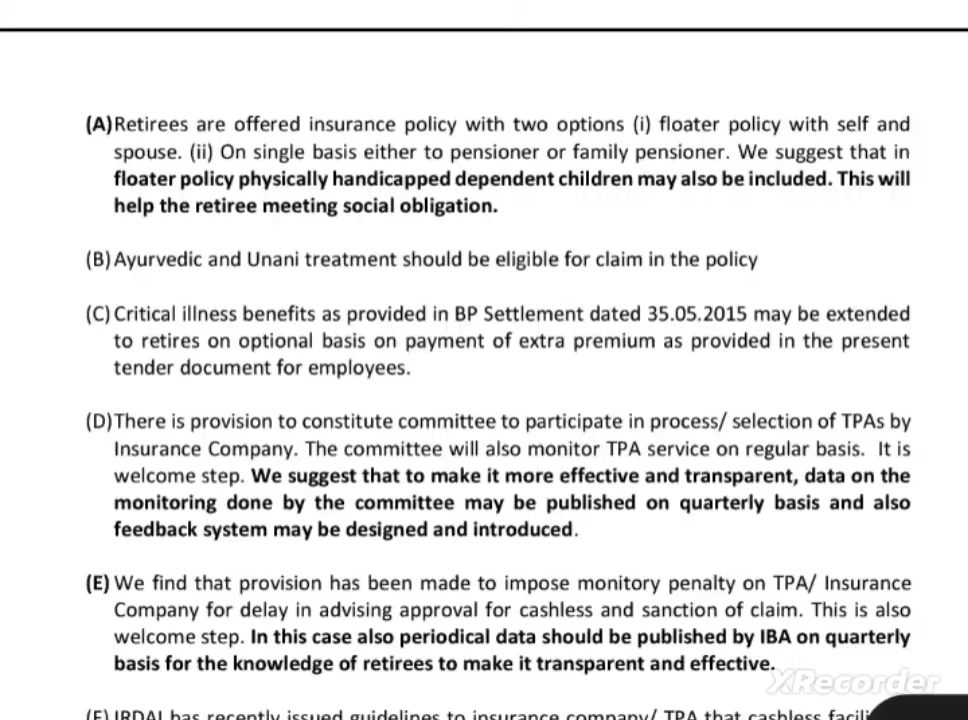 (A)Retirees are offered insurance policy with two options (i) floater policy with self and
spouse. (ii) On single basis either to pensioner or family pensioner. We suggest that in
floater policy physically handicapped dependent children may also be included. This will
help the retiree meeting social obligation.
(B) Ayurvedic and Unani treatment should be eligible for claim in the policy
(C) Critical illness benefits as provided in BP Settlement dated 35.05.2015 may be extended
to retires on optional basis on payment of extra premium as provided in the present
tender document for employees.
(D)There is provision to constitute committee to participate in process/ selection of TPAs by
Insurance Company. The committee will also monitor TPA service on regular basis. It is
welcome step. We suggest that to make it more effective and transparent, data on the
monitoring done by the committee may be published on quarterly basis and also
feedback system may be designed and introduced.
(E) We find that provision has been made to impose monitory penalty on TPA/ Insurance
Company for delay in advising approval for cashless and sanction of claim. This is also
welcome step. In this case also periodical data should be published by IBA on quarterly
basis for the knowledge of retirees to make it transparent and effective.
XRecorder
(F) IRDAI has recently issued guidelines to insurance company/ TPA that cashless